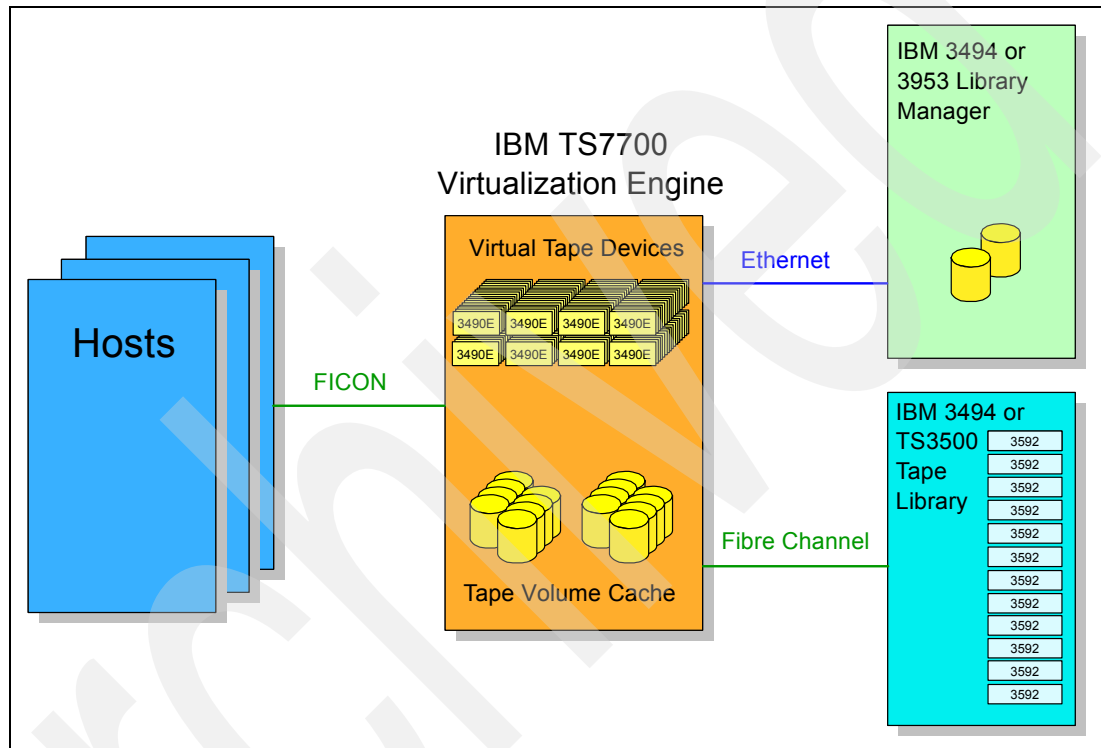 IBM TS7700
Virtualization Engine
Hosts
FICON
Virtual Tape Devices
3490E 3490E 3490E 3490E
3490E 3490E 3490E 3490E
Tape Volume Cache
Ethernet
Fibre Channel
IBM 3494 or
3953 Library
Manager
IBM 3494 or
TS3500
Tape
Library
3592
3592
3592
3592
3592
3592
3592
3592
3592
3592
3592
3592